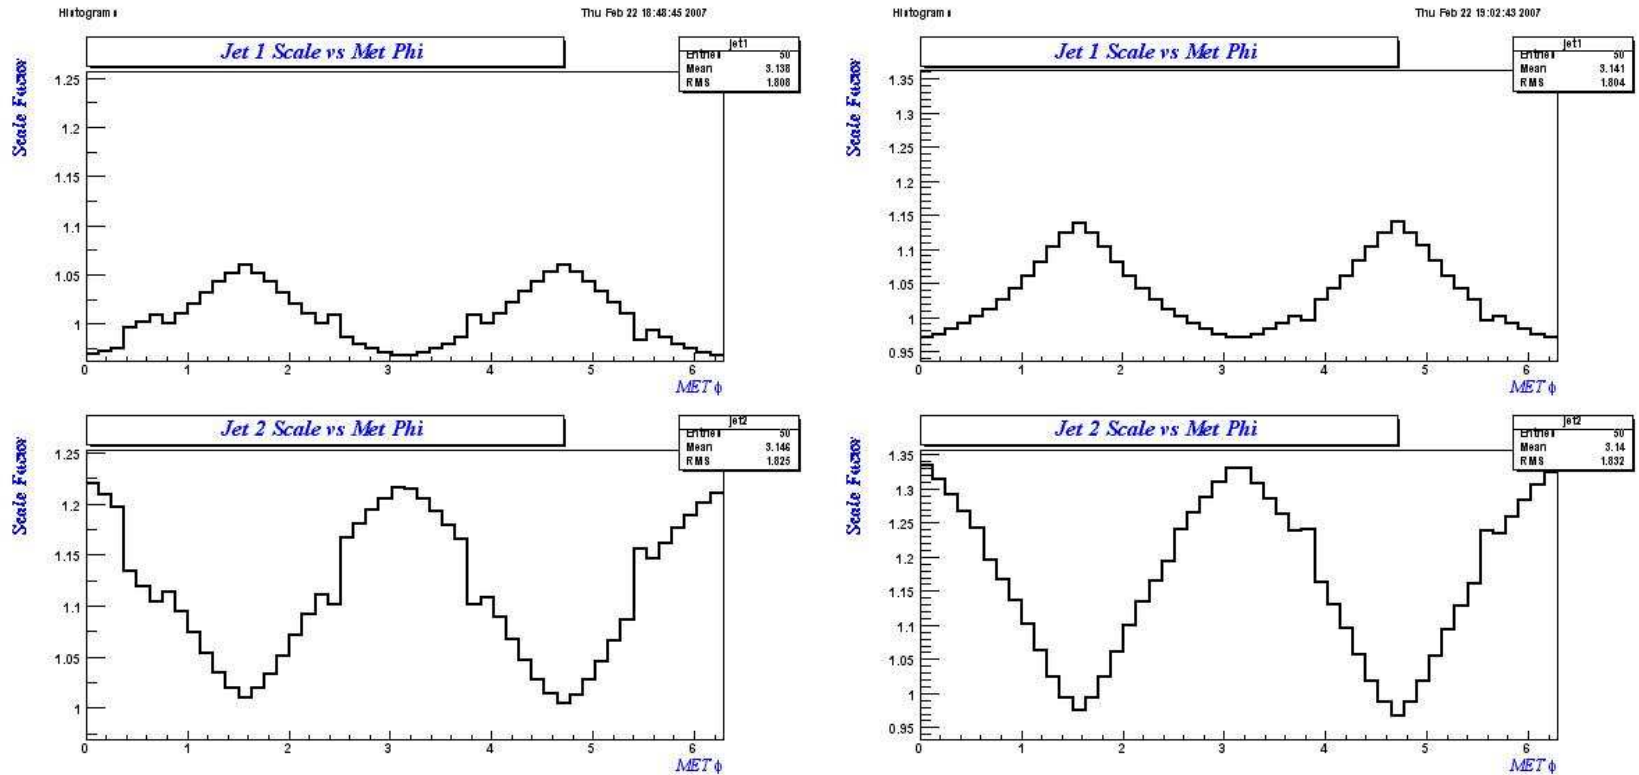 Histograms
Thu Feb 22 18:48:45 2007
Jet 1 Scale vs Met Phi
jet1
Entries 50
Mean 3.138
RMS 1.808
Scale Factor
1.25
1.2
1.15
1.1
1.05
1
0 1 2 3 4 5 6
MET ϕ
Jet 2 Scale vs Met Phi
jet2
Entries 50
Mean 3.146
RMS 1.825
Scale Factor
1.25
1.2
1.15
1.1
1.05
1
0 1 2 3 4 5 6
MET ϕ
Histograms
Thu Feb 22 19:02:43 2007
Jet 1 Scale vs Met Phi
jet1
Entries 50
Mean 3.141
RMS 1.804
Scale Factor
1.35
1.3
1.25
1.2
1.15
1.1
1.05
1
0.95
0 1 2 3 4 5 6
MET ϕ
Jet 2 Scale vs Met Phi
jet2
Entries 50
Mean 3.14
RMS 1.832
Scale Factor
1.35
1.3
1.25
1.2
1.15
1.1
1.05
1
0.95
0 1 2 3 4 5 6
MET ϕ